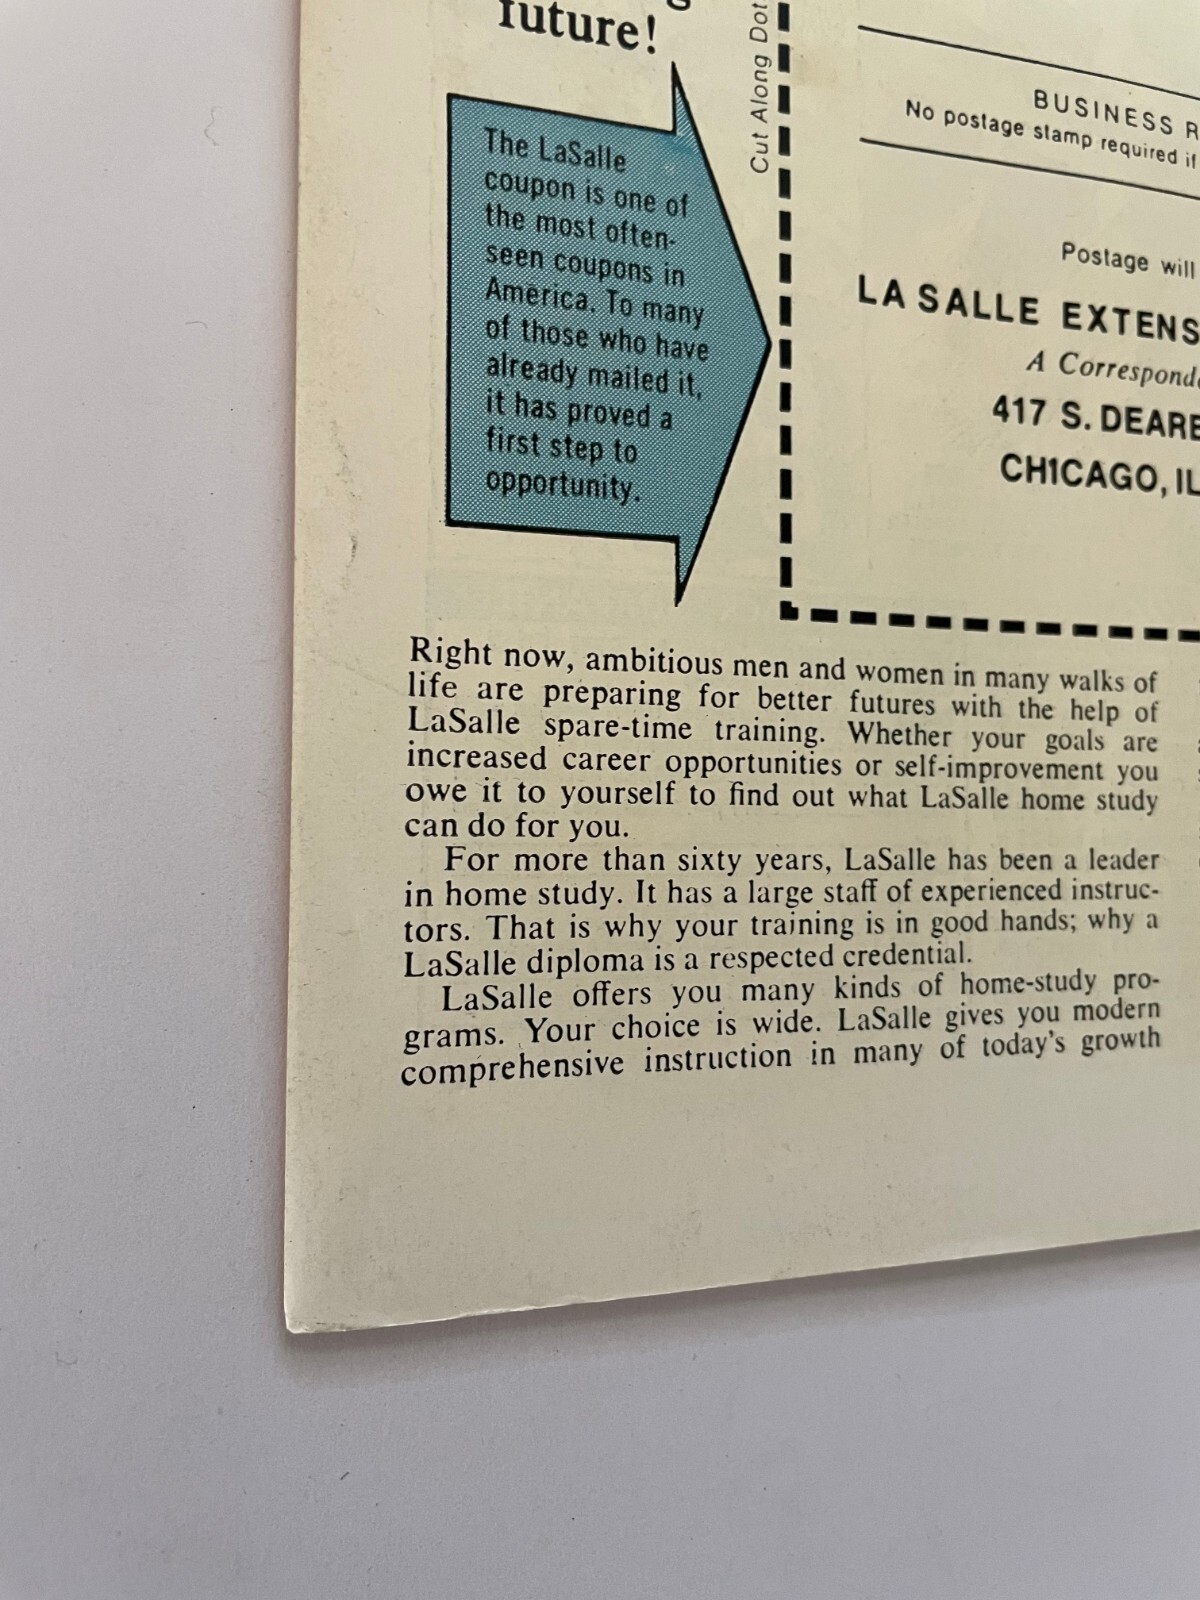 future!
The LaSalle
coupon is one of
the most often-
seen coupons in
America. To many
of those who have
already mailed it,
it has proved a
first step to
opportunity.
Cut Along Dot
BUSINESS R
No postage stamp required if
Postage will
LA SALLE EXTENS
A Corresponde
417 S. DEARB
CHICAGO, IL
Right now, ambitious men and women in many walks of
life are preparing for better futures with the help of
LaSalle spare-time training. Whether your goals are
increased career opportunities or self-improvement you
owe it to yourself to find out what LaSalle home study
can do for you.
For more than sixty years, LaSalle has been a leader
in home study. It has a large staff of experienced instruc-
tors. That is why your training is in good hands; why a
LaSalle diploma is a respected credential.
LaSalle offers you many kinds of home-study pro-
grams. Your choice is wide. LaSalle gives you modern
comprehensive instruction in many of today's growth